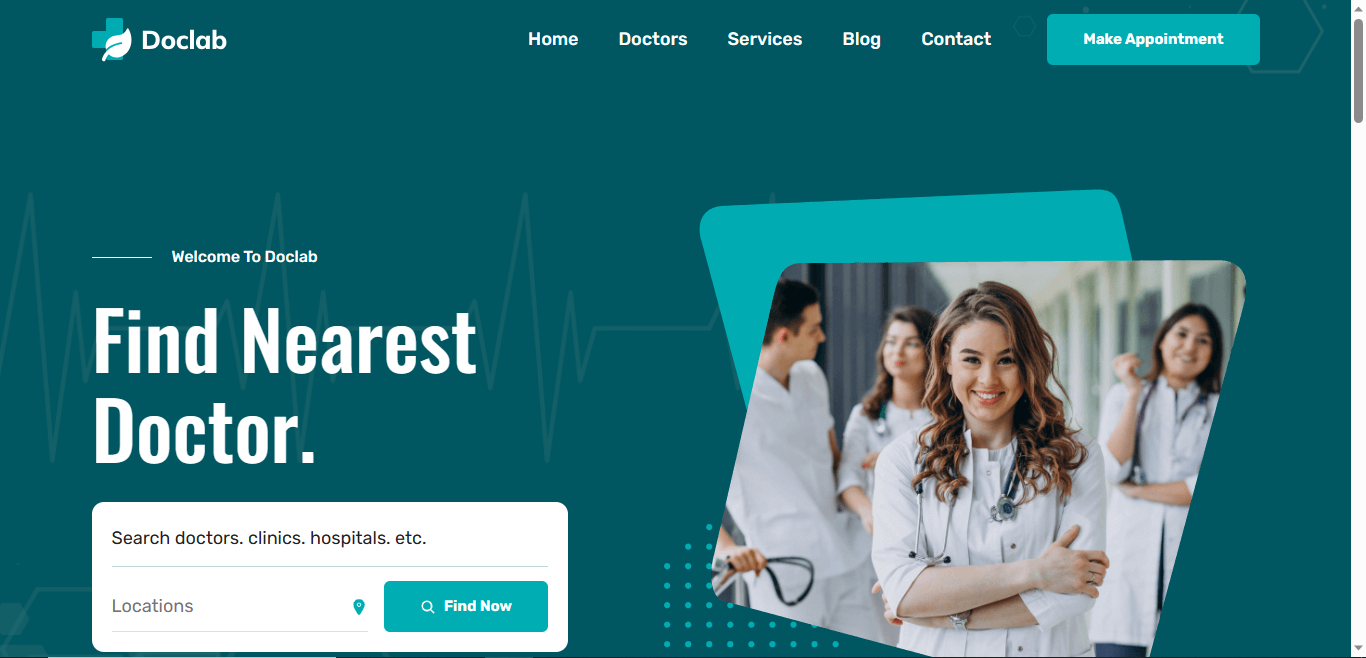 Doclab
Home Doctors Services Blog Contact Make Appointment
Welcome To Doclab
Find Nearest
Doctor.
Search doctors. clinics. hospitals. etc.
Locations
Find Now